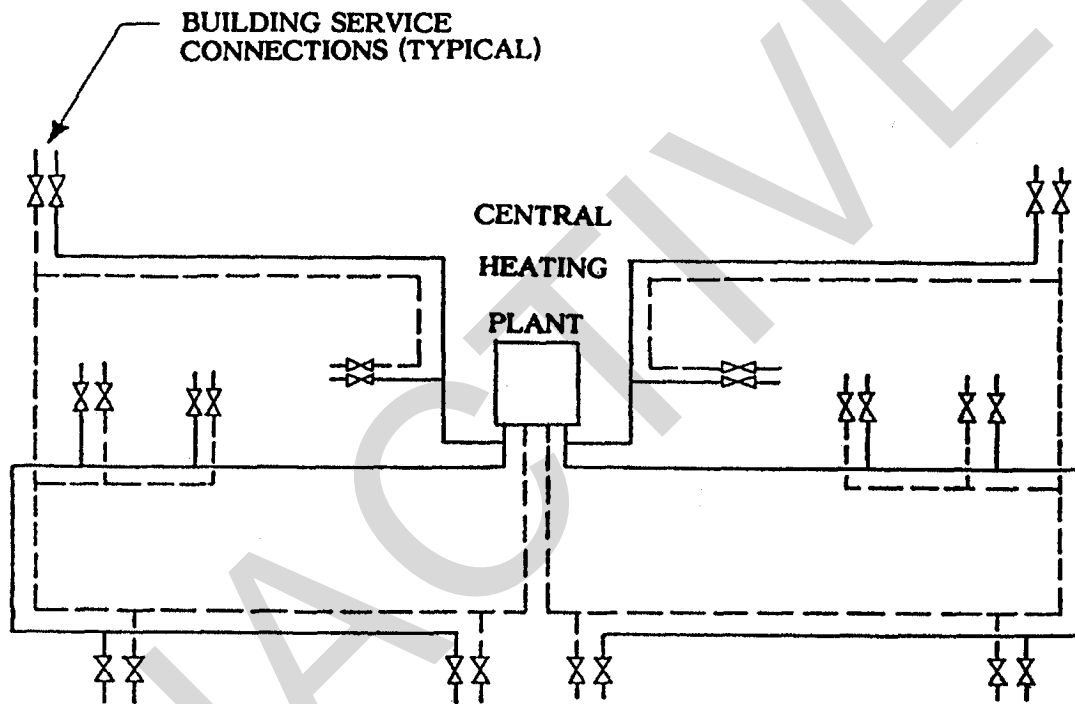 BUILDING SERVICE
CONNECTIONS (TYPICAL)
CENTRAL
HEATING
PLANT
INACTIVE